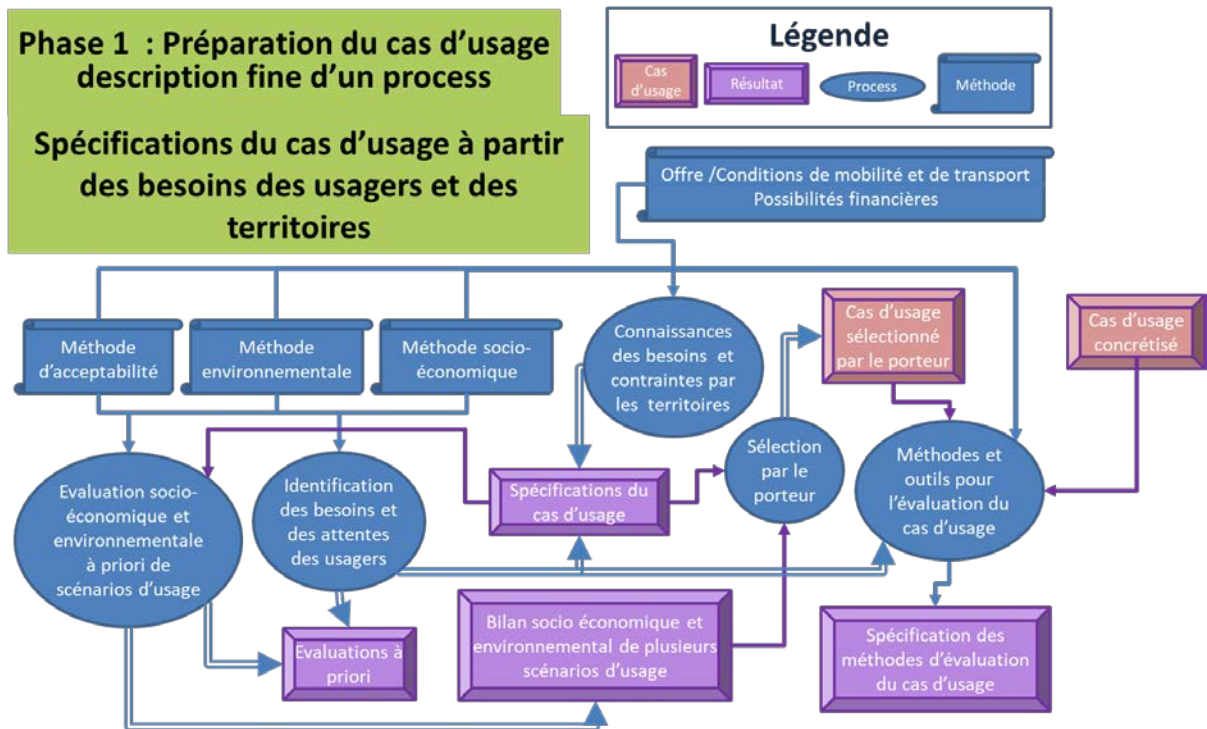 Phase 1 : Préparation du cas d'usage
description fine d'un process
Spécifications du cas d'usage à partir
des besoins des usagers et des
territoires
Légende
Cas
d'usage
Résultat
Process
Méthode
Offre /Conditions de mobilité et de transport
Possibilités financières
Méthode
d'acceptabilité
Méthode
environnementale
Méthode socio-
économique
Connaissances
des besoins et
contraintes par
les territoires
Cas d'usage
sélectionné
par le porteur
Cas d'usage
concrétisé
Evaluation socio-
économique et
environnementale
à priori de
scénarios d'usage
Identification
des besoins et
des attentes
des usagers
Spécifications du
cas d'usage
Sélection
par le
porteur
Méthodes et
outils pour
l'évaluation du
cas d'usage
Evaluations à
priori
Bilan socio économique et
environnemental de plusieurs
scénarios d'usage
Spécification des
méthodes d'évaluation
du cas d'usage